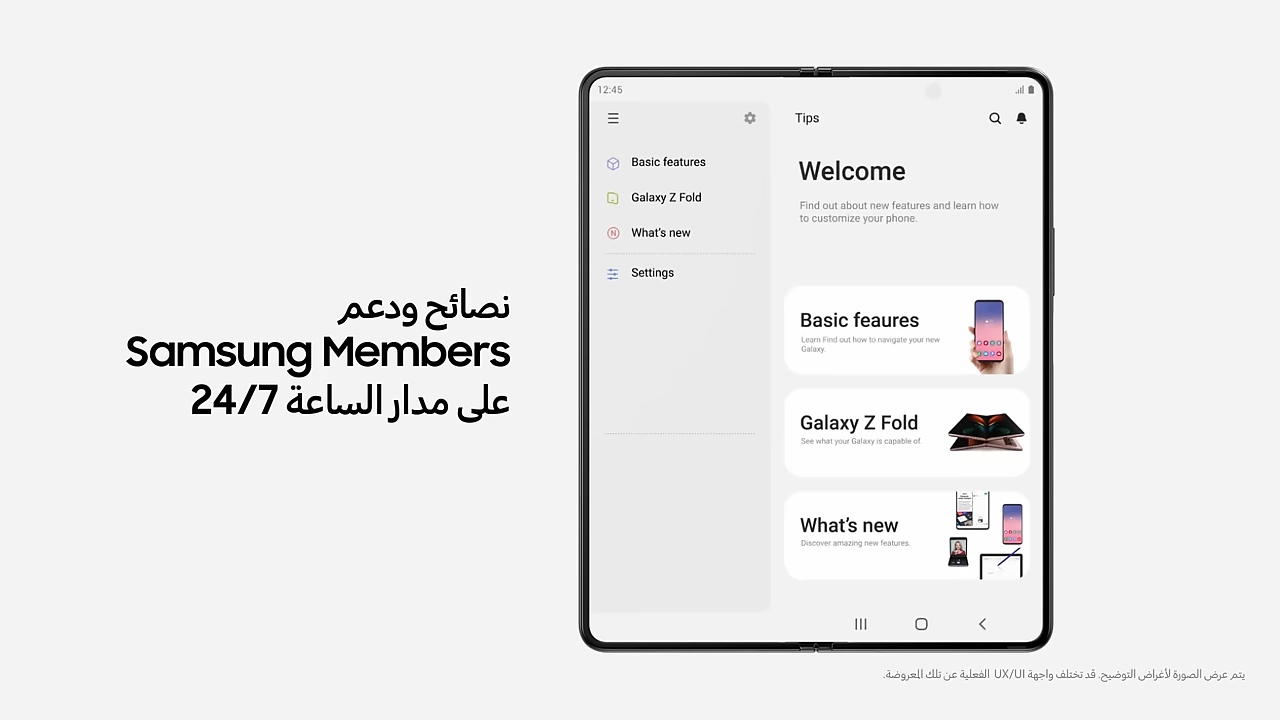 نصائح ودعم
Samsung Members
على مدار الساعة 24/7
12:45
Basic features
Galaxy Z Fold
What's new
Settings
Tips
Welcome
Find out about new features and learn how
to customize your phone.
Basic feaures
Learn Find out how to navigate your new
Galaxy.
Galaxy Z Fold
See what your Galaxy is capable of.
What's new
Discover amazing new features.
يتم عرض الصورة لأغراض التوضيح. قد تختلف واجهة UX/UI الفعلية عن تلك المعروضة.